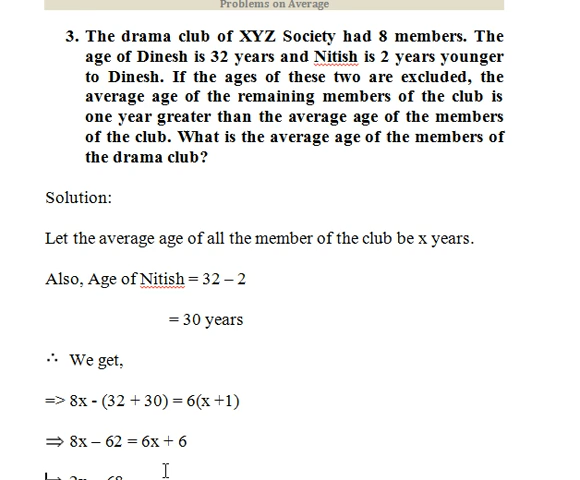 Problems on Average
3. The drama club of XYZ Society had 8 members. The
age of Dinesh is 32 years and Nitish is 2 years younger
to Dinesh. If the ages of these two are excluded, the
average age of the remaining members of the club is
one year greater than the average age of the members
of the club. What is the average age of the members of
the drama club?
Solution:
Let the average age of all the member of the club be x years.
Also, Age of Nitish = 32 – 2
= 30 years
∴ We get,
=> 8x - (32 + 30) = 6(x +1)
⇒ 8x – 62 = 6x + 6